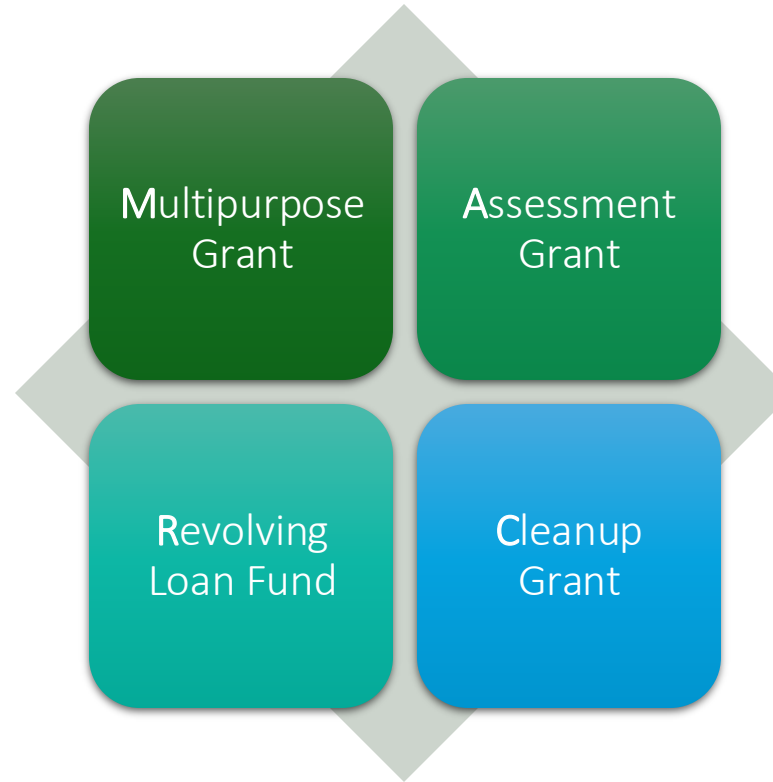 Multipurpose
Grant
Assessment
Grant
Revolving
Loan Fund
Cleanup
Grant